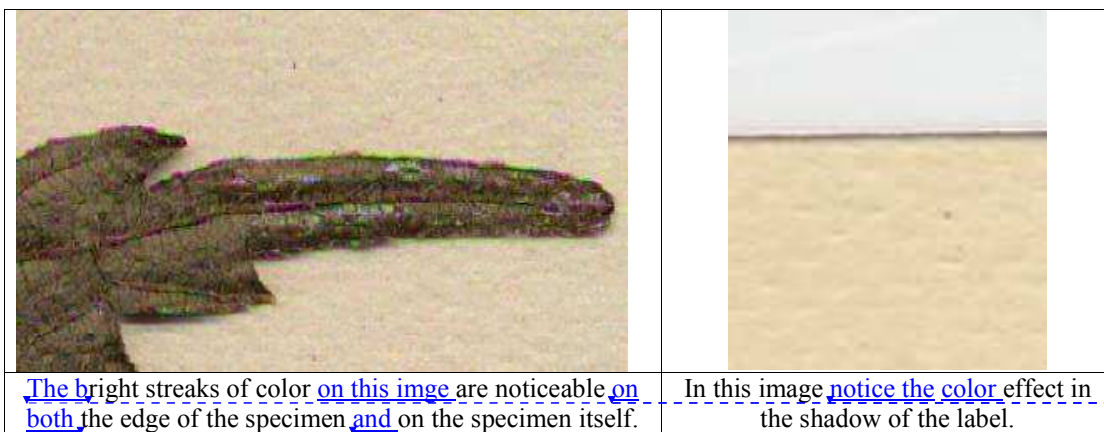 The bright streaks of color on this imge are noticeable on
both the edge of the specimen and on the specimen itself.
In this image notice the color effect in
the shadow of the label.